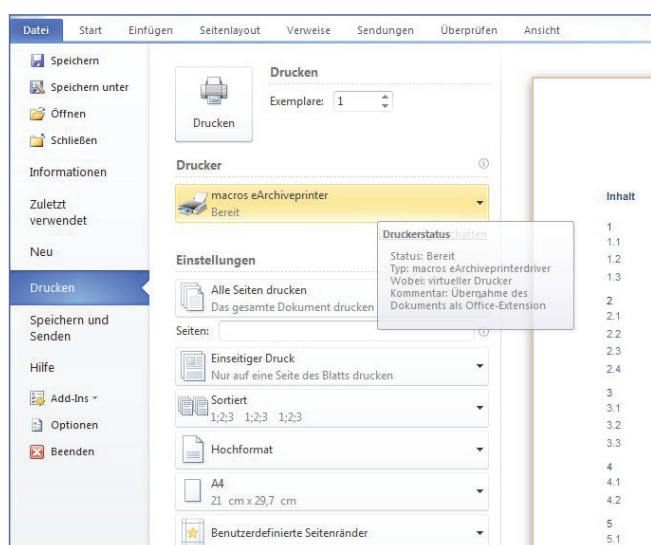 Datei Start Einfügen Seitenlayout Verweise Sendungen Überprüfen Ansicht
Speichern
Speichern unter
Öffnen
Schließen
Informationen
Zuletzt
verwendet
Neu
Drucken
Speichern und
Senden
Hilfe
Add-Ins
Optionen
Beenden
Drucken
Drucken
Exemplare: 1
Drucker
macros eArchiveprinter
Bereit
Druckerstatus
Status: Bereit
Typ: macros eArchiveprinterdriver
Wobei: virtueller Drucker
Kommentar: Übernahme des
Dokuments als Office-Extension
Einstellungen
Alle Seiten drucken
Das gesamte Dokument drucken
Seiten:
Einseitiger Druck
Nur auf eine Seite des Blatts drucken
Sortiert
1;2;3 1;2;3 1;2;3
Hochformat
A4
21 cm x 29,7 cm
Benutzerdefinierte Seitenränder
Inhalt
1
1.1
1.2
1.3
2
2.1
2.2
2.3
2.4
3
3.1
3.2
3.3
4
4.1
4.2
5
5.1